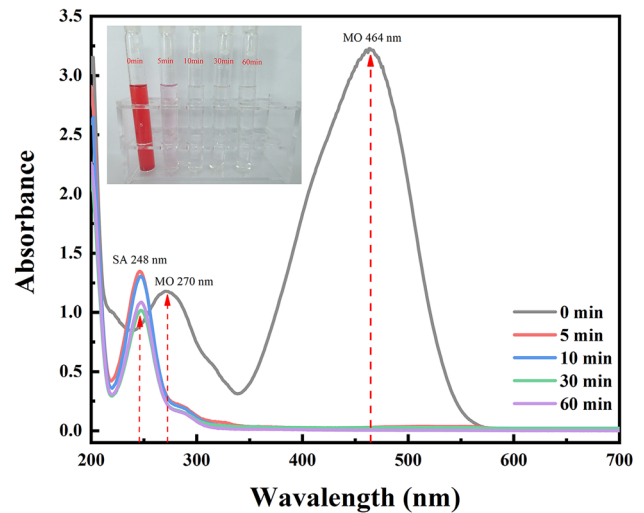 0min 5min 10min 30min 60min
MO 464 nm
SA 248 nm
MO 270 nm
0 min
5 min
10 min
30 min
60 min
Absorbance
3.5
3.0
2.5
2.0
1.5
1.0
0.5
0.0
200 300 400 500 600 700
Wavelength (nm)